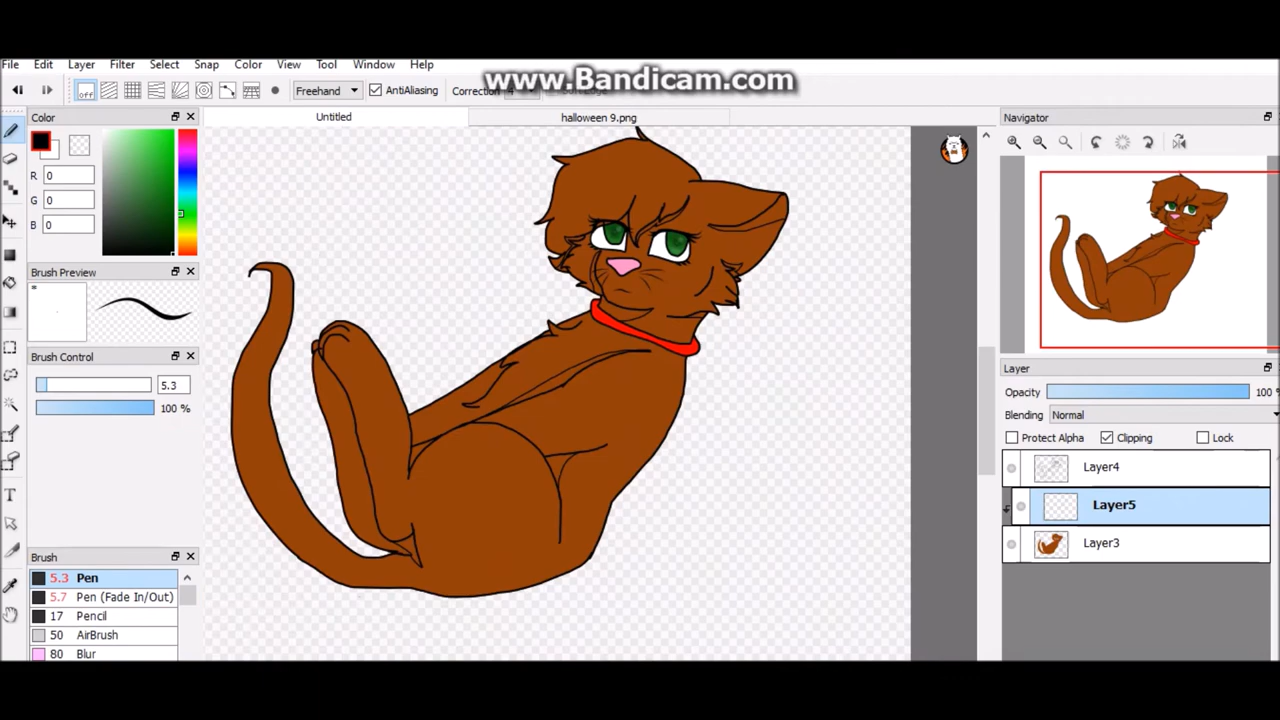 www.Bandicam.com
File Edit Layer Filter Select Snap Color View Tool Window Help
off Freehand AntiAliasing Correction 4
Color
Untitled halloween 9.png
Navigator
R 0
G 0
B 0
Brush Preview
*
Brush Control
5.3
100 %
Layer
Opacity 100 %
Blending Normal
Protect Alpha Clipping Lock
Layer4
Layer5
Layer3
T
Brush
5.3 Pen
5.7 Pen (Fade In/Out)
17 Pencil
50 AirBrush
80 Blur